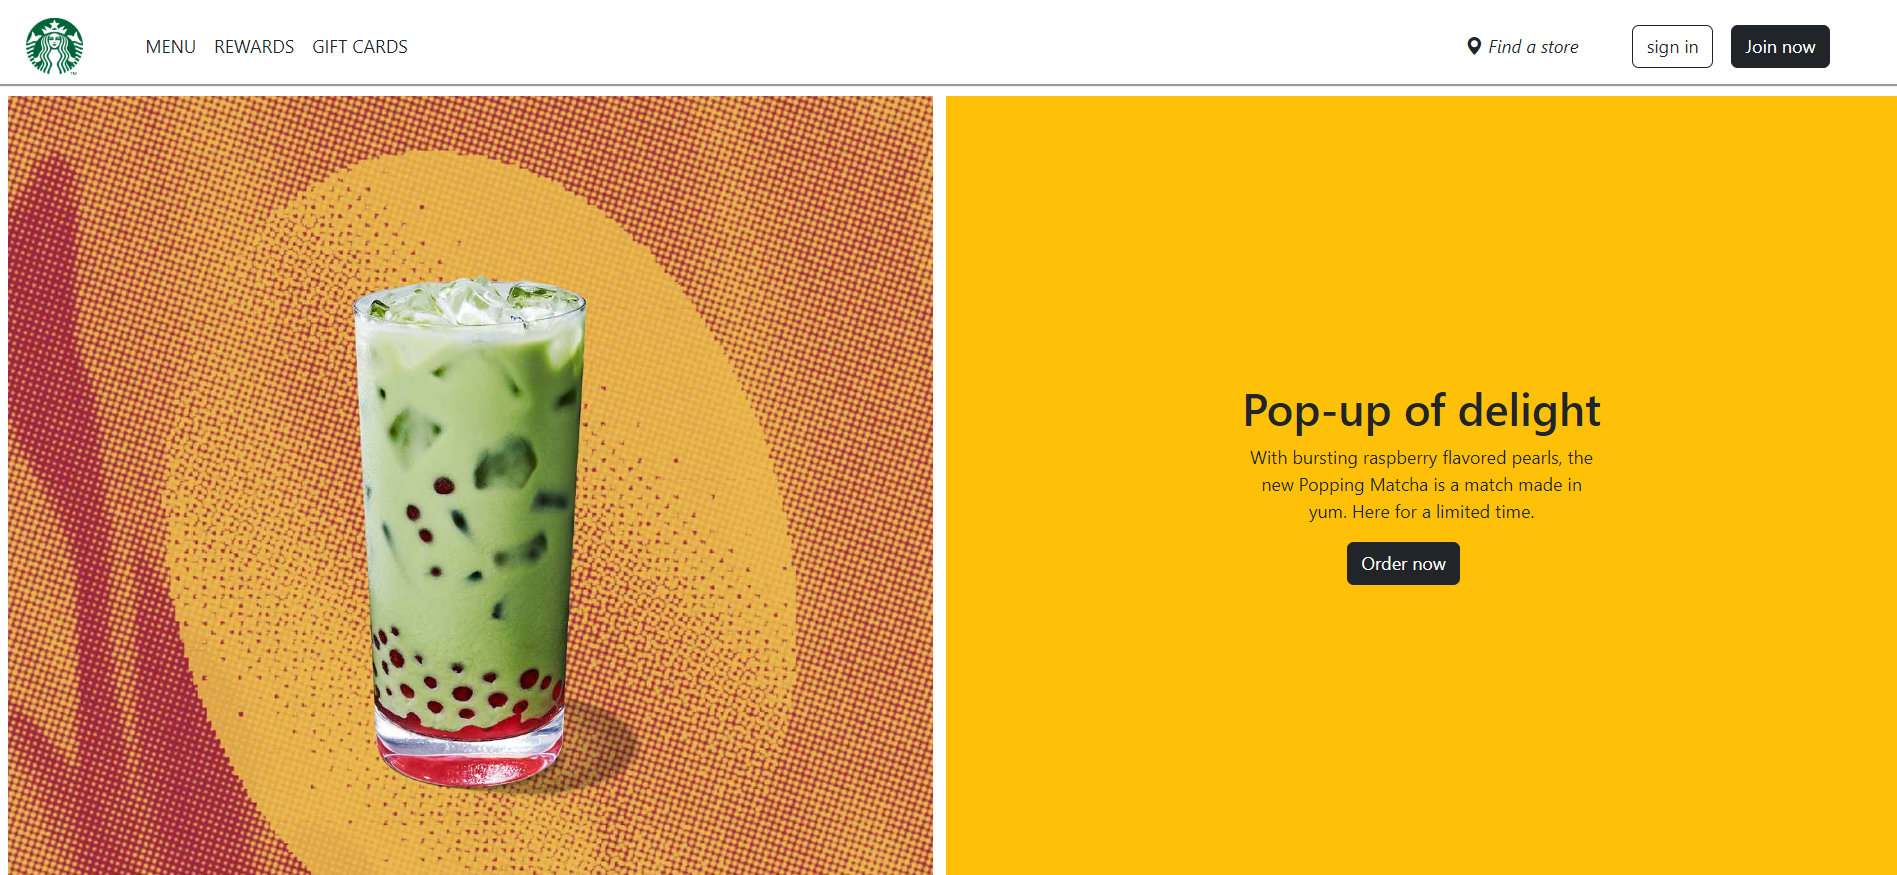 MENU REWARDS GIFT CARDS Find a store sign in Join now
Pop-up of delight
With bursting raspberry flavored pearls, the
new Popping Matcha is a match made in
yum. Here for a limited time.
Order now